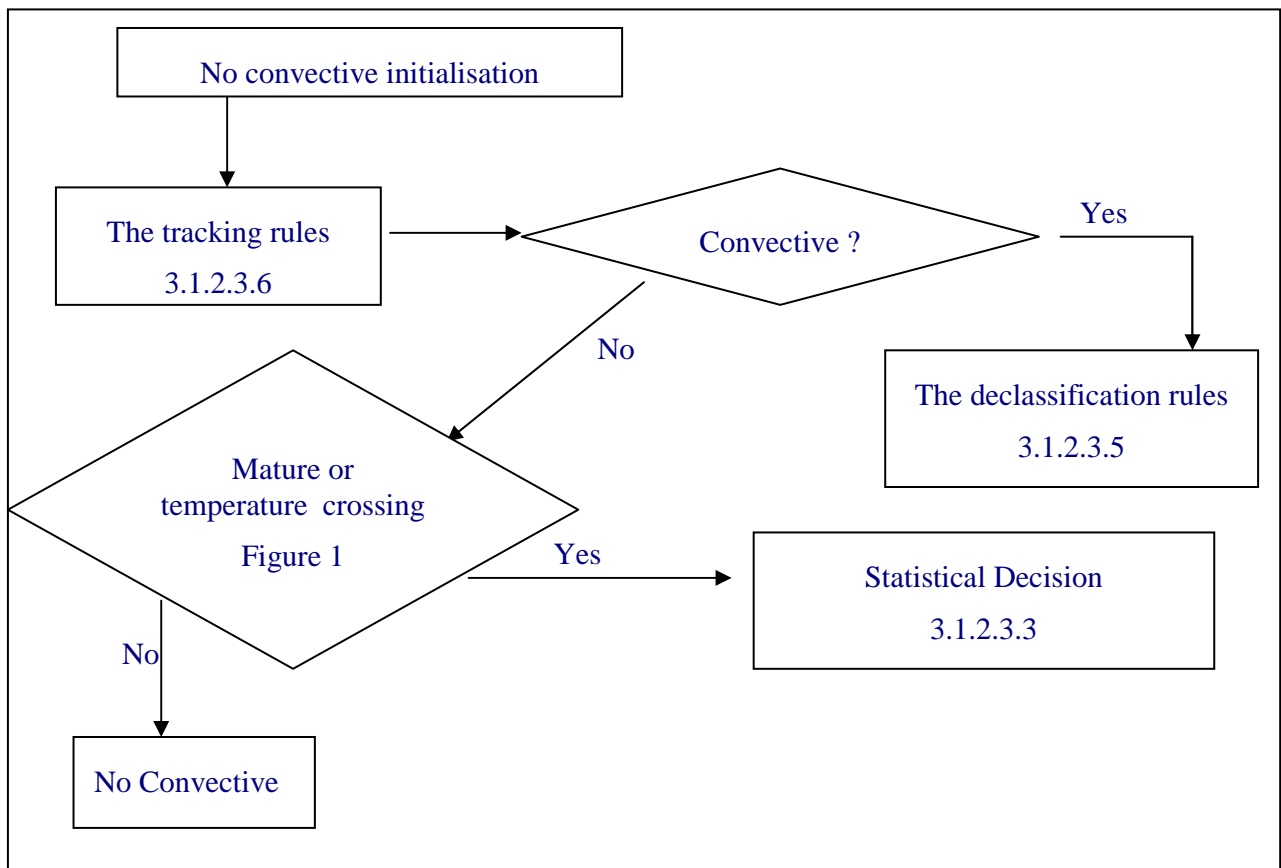 No convective initialisation
The tracking rules
3.1.2.3.6
Convective ?
Yes
No
The declassification rules
3.1.2.3.5
Mature or
temperature crossing
Figure 1
Yes
Statistical Decision
3.1.2.3.3
No
No Convective